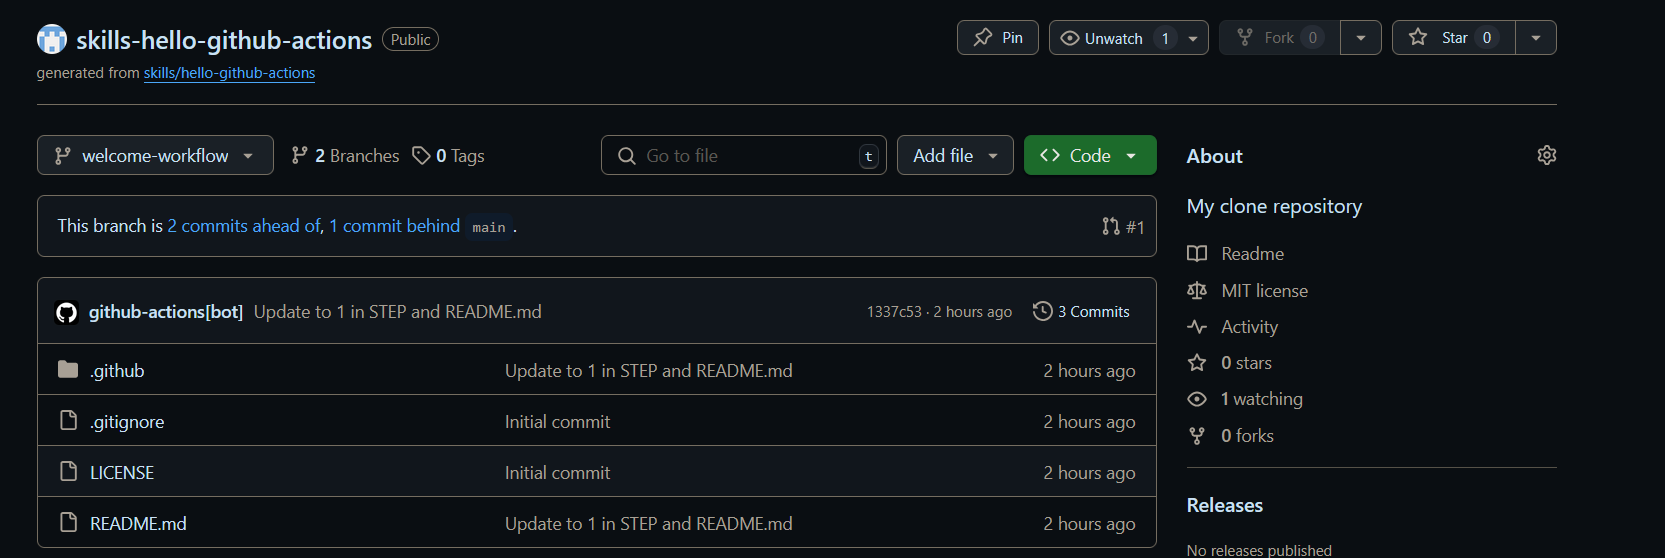 skills-hello-github-actions Public Pin Unwatch 1 Fork 0 Star 0
generated from skills/hello-github-actions
welcome-workflow 2 Branches 0 Tags Go to file t Add file Code
This branch is 2 commits ahead of, 1 commit behind main . #1
github-actions[bot] Update to 1 in STEP and README.md 1337c53 · 2 hours ago 3 Commits
.github Update to 1 in STEP and README.md 2 hours ago
.gitignore Initial commit 2 hours ago
LICENSE Initial commit 2 hours ago
README.md Update to 1 in STEP and README.md 2 hours ago
About
My clone repository
Readme
MIT license
Activity
0 stars
1 watching
0 forks
Releases
No releases published